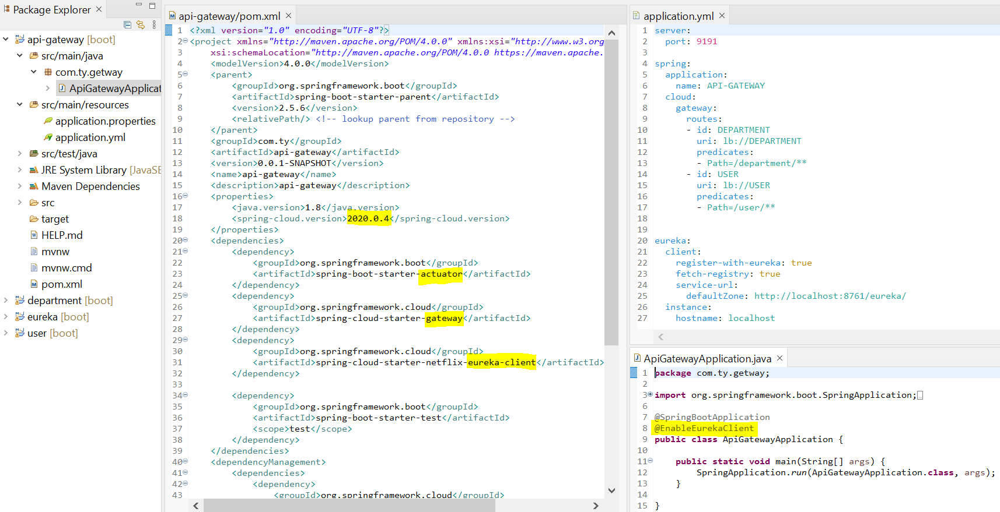 Package Explorer
api-gateway [boot]
src/main/java
com.ty.getway
ApiGatewayApplicat
src/main/resources
application.properties
application.yml
src/test/java
JRE System Library [JavaSE
Maven Dependencies
src
target
HELP.md
mvnw
mvnw.cmd
pom.xml
department [boot]
eureka [boot]
user [boot]
api-gateway/pom.xml
1 <?xml version="1.0" encoding="UTF-8"?>
2 <project xmlns="http://maven.apache.org/POM/4.0.0" xmlns:xsi="http://www.w3.org
3 xsi:schemaLocation="http://maven.apache.org/POM/4.0.0 https://maven.apache.
4 <modelVersion>4.0.0</modelVersion>
5 <parent>
6 <groupId>org.springframework.boot</groupId>
7 <artifactId>spring-boot-starter-parent</artifactId>
8 <version>2.5.6</version>
9 <relativePath/> <!-- lookup parent from repository -->
10 </parent>
11 <groupId>com.ty</groupId>
12 <artifactId>api-gateway</artifactId>
13 <version>0.0.1-SNAPSHOT</version>
14 <name>api-gateway</name>
15 <description>api-gateway</description>
16 <properties>
17 <java.version>1.8</java.version>
18 <spring-cloud.version>2020.0.4</spring-cloud.version>
19 </properties>
20 <dependencies>
21 <dependency>
22 <groupId>org.springframework.boot</groupId>
23 <artifactId>spring-boot-starter-actuator</artifactId>
24 </dependency>
25 <dependency>
26 <groupId>org.springframework.cloud</groupId>
27 <artifactId>spring-cloud-starter-gateway</artifactId>
28 </dependency>
29 <dependency>
30 <groupId>org.springframework.cloud</groupId>
31 <artifactId>spring-cloud-starter-netflix-eureka-client</artifactId>
32 </dependency>
33
34 <dependency>
35 <groupId>org.springframework.boot</groupId>
36 <artifactId>spring-boot-starter-test</artifactId>
37 <scope>test</scope>
38 </dependency>
39 </dependencies>
40 <dependencyManagement>
41 <dependencies>
42 <dependency>
43 <groupId>org.springframework.cloud</groupId>
application.yml
1 server:
2 port: 9191
3
4 spring:
5 application:
6 name: API-GATEWAY
7 cloud:
8 gateway:
9 routes:
10 - id: DEPARTMENT
11 uri: lb://DEPARTMENT
12 predicates:
13 - Path=/department/**
14 - id: USER
15 uri: lb://USER
16 predicates:
17 - Path=/user/**
18
19
20 eureka:
21 client:
22 register-with-eureka: true
23 fetch-registry: true
24 service-url:
25 defaultZone: http://localhost:8761/eureka/
26 instance:
27 hostname: localhost
ApiGatewayApplication.java
1 package com.ty.getway;
2
3 import org.springframework.boot.SpringApplication;
6
7 @SpringBootApplication
8 @EnableEurekaClient
9 public class ApiGatewayApplication {
10
11 public static void main(String[] args) {
12 SpringApplication.run(ApiGatewayApplication.class, args);
13 }
14
15 }